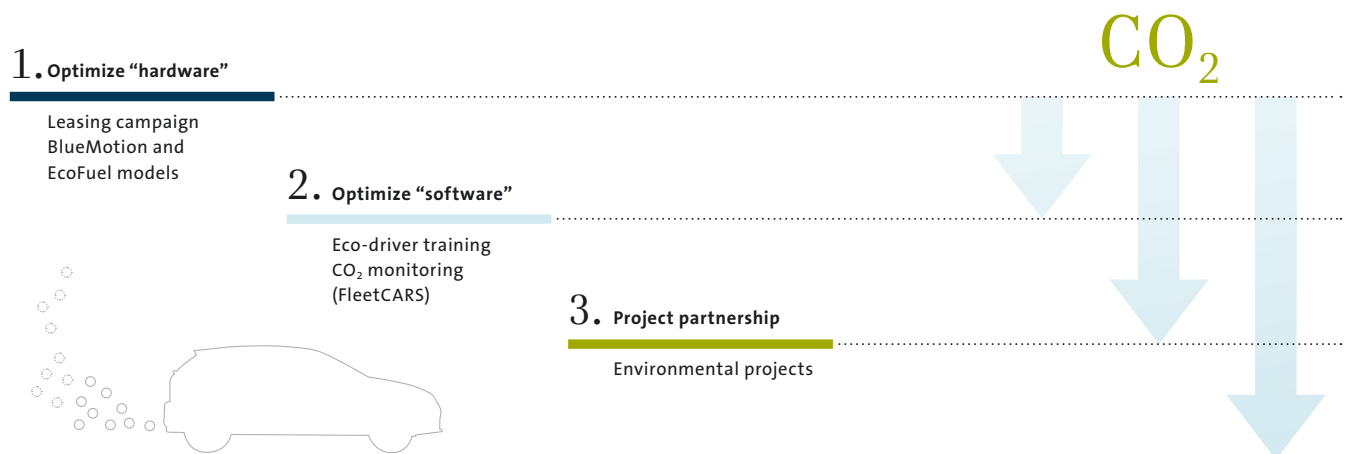 CO₂
1. Optimize “hardware”
Leasing campaign
BlueMotion and
EcoFuel models
2. Optimize “software”
Eco-driver training
CO₂ monitoring
(FleetCARS)
3. Project partnership
Environmental projects